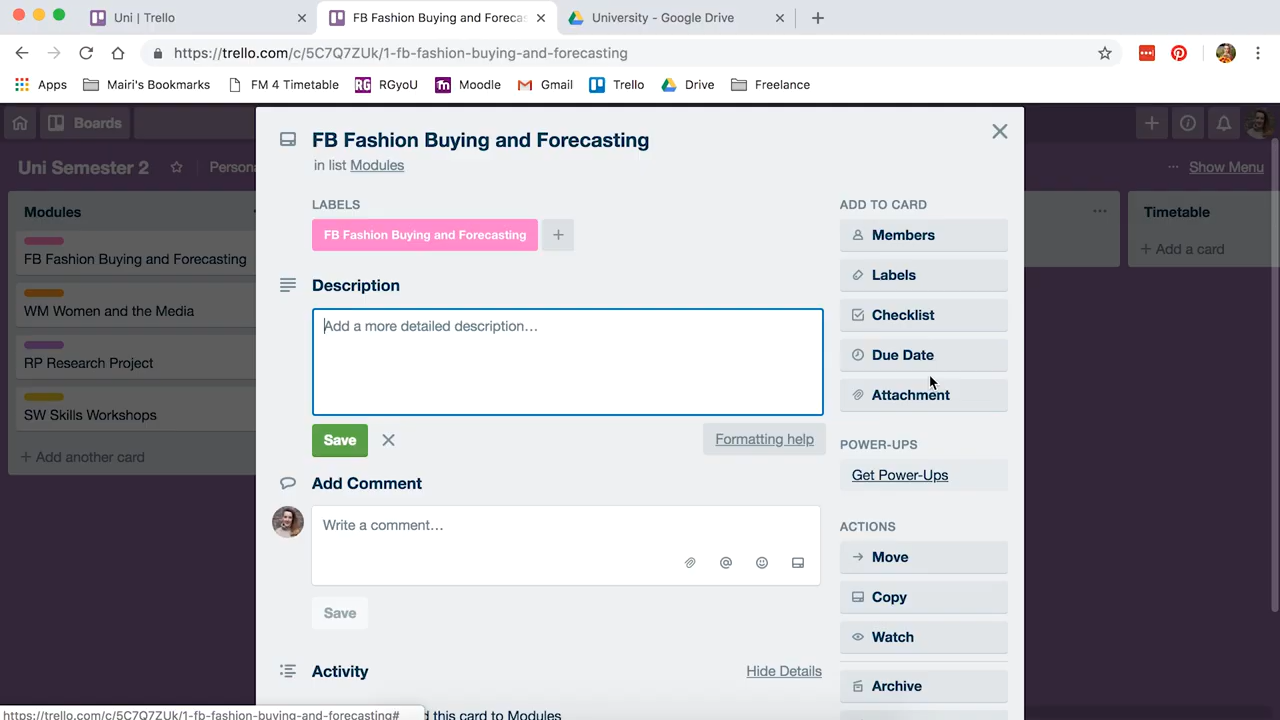 Uni | Trello
FB Fashion Buying and Foreca
University - Google Drive
https://trello.com/c/5C7Q7ZUk/1-fb-fashion-buying-and-forecasting
Apps
Mairi's Bookmarks
FM 4 Timetable
RG
RGyoU
m
Moodle
Gmail
Trello
Drive
Freelance
Boards
Uni Semester 2
Person
Show Menu
Modules
FB Fashion Buying and Forecasting
WM Women and the Media
RP Research Project
SW Skills Workshops
+ Add another card
FB Fashion Buying and Forecasting
in list Modules
LABELS
FB Fashion Buying and Forecasting
+
Description
Add a more detailed description…
Save
Formatting help
Add Comment
Write a comment…
@
Save
Activity
Hide Details
d this card to Modules
ADD TO CARD
Members
Labels
Checklist
Due Date
Attachment
POWER-UPS
Get Power-Ups
ACTIONS
Move
Copy
Watch
Archive
Timetable
+ Add a card
https://trello.com/c/5C7Q7ZUk/1-fb-fashion-buying-and-forecasting#